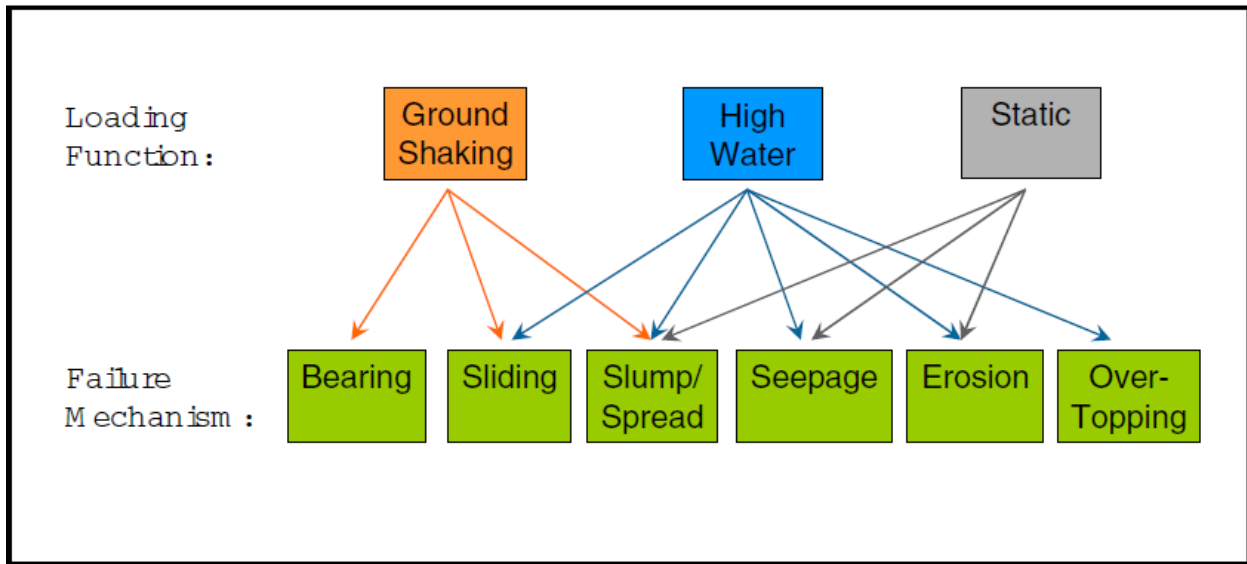 Loading
Function:
Ground
Shaking
High
Water
Static
Failure
Mechanism:
Bearing
Sliding
Slump/
Spread
Seepage
Erosion
Over-
Topping